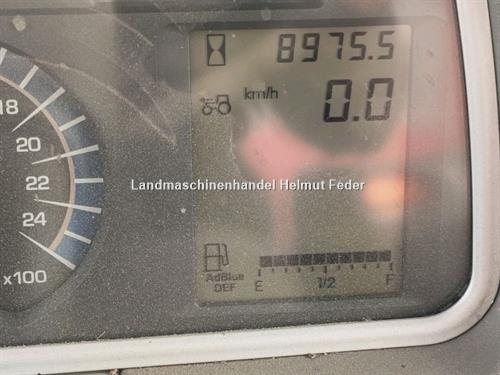 8975.5
km/h 0.0
18
20
22
24
x100
Landmaschinenhandel Helmut Feder
AdBlue
DEF
E 1/2 F